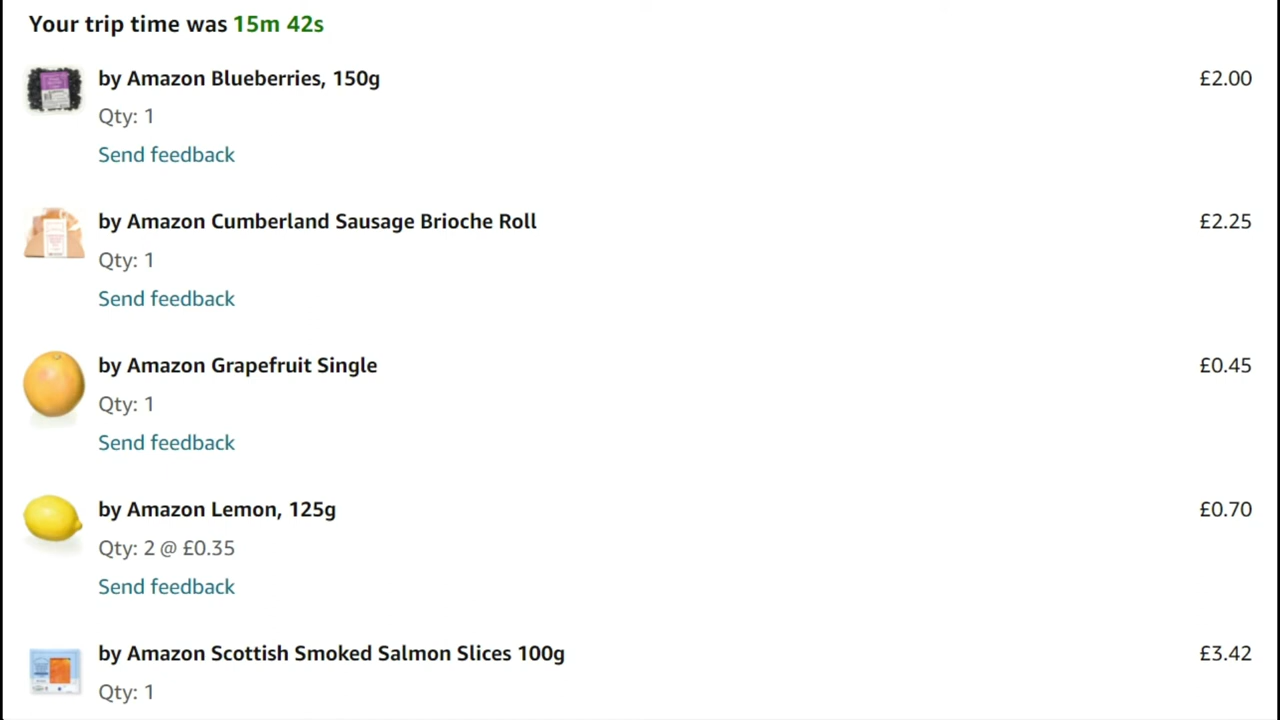 Your trip time was 15m 42s
by Amazon Blueberries, 150g £2.00
Qty: 1
Send feedback
by Amazon Cumberland Sausage Brioche Roll £2.25
Qty: 1
Send feedback
by Amazon Grapefruit Single £0.45
Qty: 1
Send feedback
by Amazon Lemon, 125g £0.70
Qty: 2 @ £0.35
Send feedback
by Amazon Scottish Smoked Salmon Slices 100g £3.42
Qty: 1